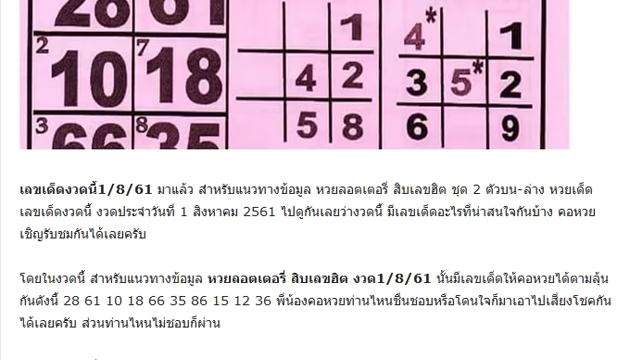 28 61
1 4* 1
2 10 7 18 4 2 3 5* 2
3 66 8 35 5 8 6 9
เลขเด็ดงวดนี้1/8/61 มาแล้ว สำหรับแนวทางข้อมูล หวยลอตเตอรี่ สิบเลขฮิต ชุด 2 ตัวบน-ล่าง หวยเด็ด
เลขเด็ดงวดนี้ งวดประจำวันที่ 1 สิงหาคม 2561 ไปดูกันเลยว่างวดนี้ มีเลขเด็ดอะไรที่น่าสนใจกันบ้าง คอหวย
เชิญรับชมกันได้เลยครับ
โดยในงวดนี้ สำหรับแนวทางข้อมูล หวยลอตเตอรี่ สิบเลขฮิต งวด1/8/61 นั้นมีเลขเด็ดให้คอหวยได้ตามลุ้น
กันดังนี้ 28 61 10 18 66 35 86 15 12 36 พี่น้องคอหวยท่านไหนชื่นชอบหรือโดนใจก็มาเอาไปเสี่ยงโชคกัน
ได้เลยครับ ส่วนท่านไหนไม่ชอบก็ผ่าน